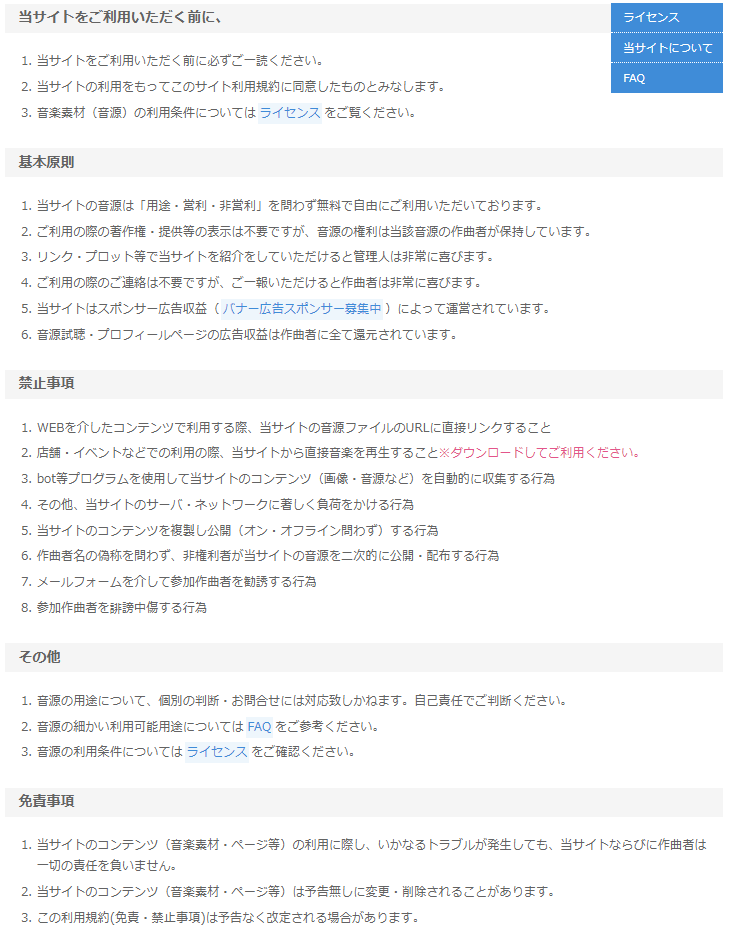 当サイトをご利用いただく前に、
ライセンス
当サイトについて
FAQ
1. 当サイトをご利用いただく前に必ずご一読ください。
2. 当サイトの利用をもってこのサイト利用規約に同意したものとみなします。
3. 音楽素材（音源）の利用条件については ライセンス をご覧ください。
基本原則
1. 当サイトの音源は「用途・営利・非営利」を問わず無料で自由にご利用いただいております。
2. ご利用の際の著作権・提供等の表示は不要ですが、音源の権利は当該音源の作曲者が保持しています。
3. リンク・プロット等で当サイトを紹介をしていただけると管理人は非常に喜びます。
4. ご利用の際のご連絡は不要ですが、ご一報いただけると作曲者は非常に喜びます。
5. 当サイトはスポンサー広告収益（ バナー広告スポンサー募集中 ）によって運営されています。
6. 音源試聴・プロフィールページの広告収益は作曲者に全て還元されています。
禁止事項
1. WEBを介したコンテンツで利用する際、当サイトの音源ファイルのURLに直接リンクすること
2. 店舗・イベントなどでの利用の際、当サイトから直接音楽を再生すること※ダウンロードしてご利用ください。
3. bot等プログラムを使用して当サイトのコンテンツ（画像・音源など）を自動的に収集する行為
4. その他、当サイトのサーバ・ネットワークに著しく負荷をかける行為
5. 当サイトのコンテンツを複製し公開（オン・オフライン問わず）する行為
6. 作曲者名の偽称を問わず、非権利者が当サイトの音源を二次的に公開・配布する行為
7. メールフォームを介して参加作曲者を勧誘する行為
8. 参加作曲者を誹謗中傷する行為
その他
1. 音源の用途について、個別の判断・お問合せには対応致しかねます。自己責任でご判断ください。
2. 音源の細かい利用可能用途については FAQ をご参考ください。
3. 音源の利用条件については ライセンス をご確認ください。
免責事項
1. 当サイトのコンテンツ（音楽素材・ページ等）の利用に際し、いかなるトラブルが発生しても、当サイトならびに作曲者は
一切の責任を負いません。
2. 当サイトのコンテンツ（音楽素材・ページ等）は予告無しに変更・削除されることがあります。
3. この利用規約(免責・禁止事項)は予告なく改定される場合があります。